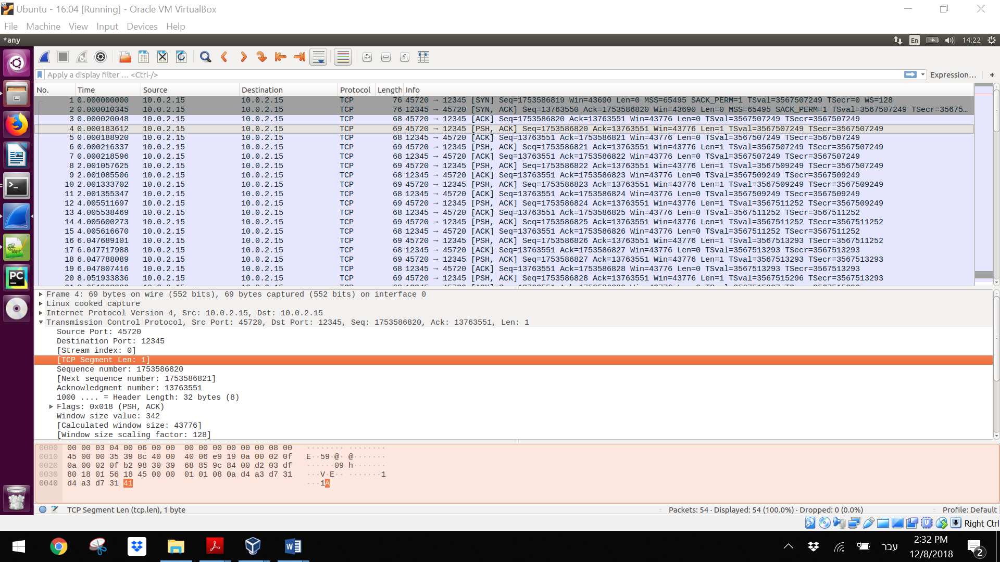 Ubuntu - 16.04 [Running] - Oracle VM VirtualBox
File Machine View Input Devices Help
*any
En
14:22
Apply a display filter … <Ctrl-/>
Expression… +
No. Time Source Destination Protocol Length Info
1 0.000000000 10.0.2.15 10.0.2.15 TCP 76 45720 → 12345 [SYN] Seq=1753586819 Win=43690 Len=0 MSS=65495 SACK_PERM=1 TSval=3567507249 TSecr=0 WS=128
2 0.000010345 10.0.2.15 10.0.2.15 TCP 76 12345 → 45720 [SYN, ACK] Seq=13763550 Ack=1753586820 Win=43690 Len=0 MSS=65495 SACK_PERM=1 TSval=3567507249 TSecr=35675…
3 0.000020048 10.0.2.15 10.0.2.15 TCP 68 45720 → 12345 [ACK] Seq=1753586820 Ack=13763551 Win=43776 Len=0 TSval=3567507249 TSecr=3567507249
4 0.000183612 10.0.2.15 10.0.2.15 TCP 69 45720 → 12345 [PSH, ACK] Seq=1753586820 Ack=13763551 Win=43776 Len=1 TSval=3567507249 TSecr=3567507249
5 0.000188920 10.0.2.15 10.0.2.15 TCP 68 12345 → 45720 [ACK] Seq=13763551 Ack=1753586821 Win=43776 Len=0 TSval=3567507249 TSecr=3567507249
6 0.000216337 10.0.2.15 10.0.2.15 TCP 69 45720 → 12345 [PSH, ACK] Seq=1753586821 Ack=13763551 Win=43776 Len=1 TSval=3567507249 TSecr=3567507249
7 0.000218596 10.0.2.15 10.0.2.15 TCP 68 12345 → 45720 [ACK] Seq=13763551 Ack=1753586822 Win=43776 Len=0 TSval=3567507249 TSecr=3567507249
8 2.001057625 10.0.2.15 10.0.2.15 TCP 69 45720 → 12345 [PSH, ACK] Seq=1753586822 Ack=13763551 Win=43776 Len=1 TSval=3567509249 TSecr=3567507249
9 2.001085506 10.0.2.15 10.0.2.15 TCP 68 12345 → 45720 [ACK] Seq=13763551 Ack=1753586823 Win=43776 Len=0 TSval=3567509249 TSecr=3567509249
10 2.001333702 10.0.2.15 10.0.2.15 TCP 69 45720 → 12345 [PSH, ACK] Seq=1753586823 Ack=13763551 Win=43776 Len=1 TSval=3567509249 TSecr=3567509249
11 2.001355347 10.0.2.15 10.0.2.15 TCP 68 12345 → 45720 [ACK] Seq=13763551 Ack=1753586824 Win=43776 Len=0 TSval=3567509249 TSecr=3567509249
12 4.005511697 10.0.2.15 10.0.2.15 TCP 69 45720 → 12345 [PSH, ACK] Seq=1753586824 Ack=13763551 Win=43776 Len=1 TSval=3567511252 TSecr=3567509249
13 4.005538469 10.0.2.15 10.0.2.15 TCP 68 12345 → 45720 [ACK] Seq=13763551 Ack=1753586825 Win=43776 Len=0 TSval=3567511252 TSecr=3567511252
14 4.005600273 10.0.2.15 10.0.2.15 TCP 69 45720 → 12345 [PSH, ACK] Seq=1753586825 Ack=13763551 Win=43776 Len=1 TSval=3567511252 TSecr=3567511252
15 4.005616670 10.0.2.15 10.0.2.15 TCP 68 12345 → 45720 [ACK] Seq=13763551 Ack=1753586826 Win=43776 Len=0 TSval=3567511252 TSecr=3567511252
16 6.047689101 10.0.2.15 10.0.2.15 TCP 69 45720 → 12345 [PSH, ACK] Seq=1753586826 Ack=13763551 Win=43776 Len=1 TSval=3567513293 TSecr=3567511252
17 6.047717988 10.0.2.15 10.0.2.15 TCP 68 12345 → 45720 [ACK] Seq=13763551 Ack=1753586827 Win=43776 Len=0 TSval=3567513293 TSecr=3567513293
18 6.047788089 10.0.2.15 10.0.2.15 TCP 69 45720 → 12345 [PSH, ACK] Seq=1753586827 Ack=13763551 Win=43776 Len=1 TSval=3567513293 TSecr=3567513293
19 6.047807416 10.0.2.15 10.0.2.15 TCP 68 12345 → 45720 [ACK] Seq=13763551 Ack=1753586828 Win=43776 Len=0 TSval=3567513293 TSecr=3567513293
20 8.051933836 10.0.2.15 10.0.2.15 TCP 69 45720 → 12345 [PSH, ACK] Seq=1753586828 Ack=13763551 Win=43776 Len=1 TSval=3567515296 TSecr=3567513293
Frame 4: 69 bytes on wire (552 bits), 69 bytes captured (552 bits) on interface 0
Linux cooked capture
Internet Protocol Version 4, Src: 10.0.2.15, Dst: 10.0.2.15
Transmission Control Protocol, Src Port: 45720, Dst Port: 12345, Seq: 1753586820, Ack: 13763551, Len: 1
Source Port: 45720
Destination Port: 12345
[Stream index: 0]
[TCP Segment Len: 1]
Sequence number: 1753586820
[Next sequence number: 1753586821]
Acknowledgment number: 13763551
1000 .... = Header Length: 32 bytes (8)
Flags: 0x018 (PSH, ACK)
Window size value: 342
[Calculated window size: 43776]
[Window size scaling factor: 128]
0000 00 00 03 04 00 06 00 00 00 00 00 00 00 00 08 00 ········ ········
0010 45 00 00 35 39 8c 40 00 40 06 e9 19 0a 00 02 0f E··59·@· @·······
0020 0a 00 02 0f b2 98 30 39 68 85 9c 84 00 d2 03 df ······09 h·······
0030 80 18 01 56 18 45 00 00 01 01 08 0a d4 a3 d7 31 ···V·E·· ·······1
0040 d4 a3 d7 31 41 ···1A
TCP Segment Len (tcp.len), 1 byte
Packets: 54 · Displayed: 54 (100.0%) · Dropped: 0 (0.0%)
Profile: Default
Right Ctrl
PC
עבר
2:32 PM
12/8/2018
2